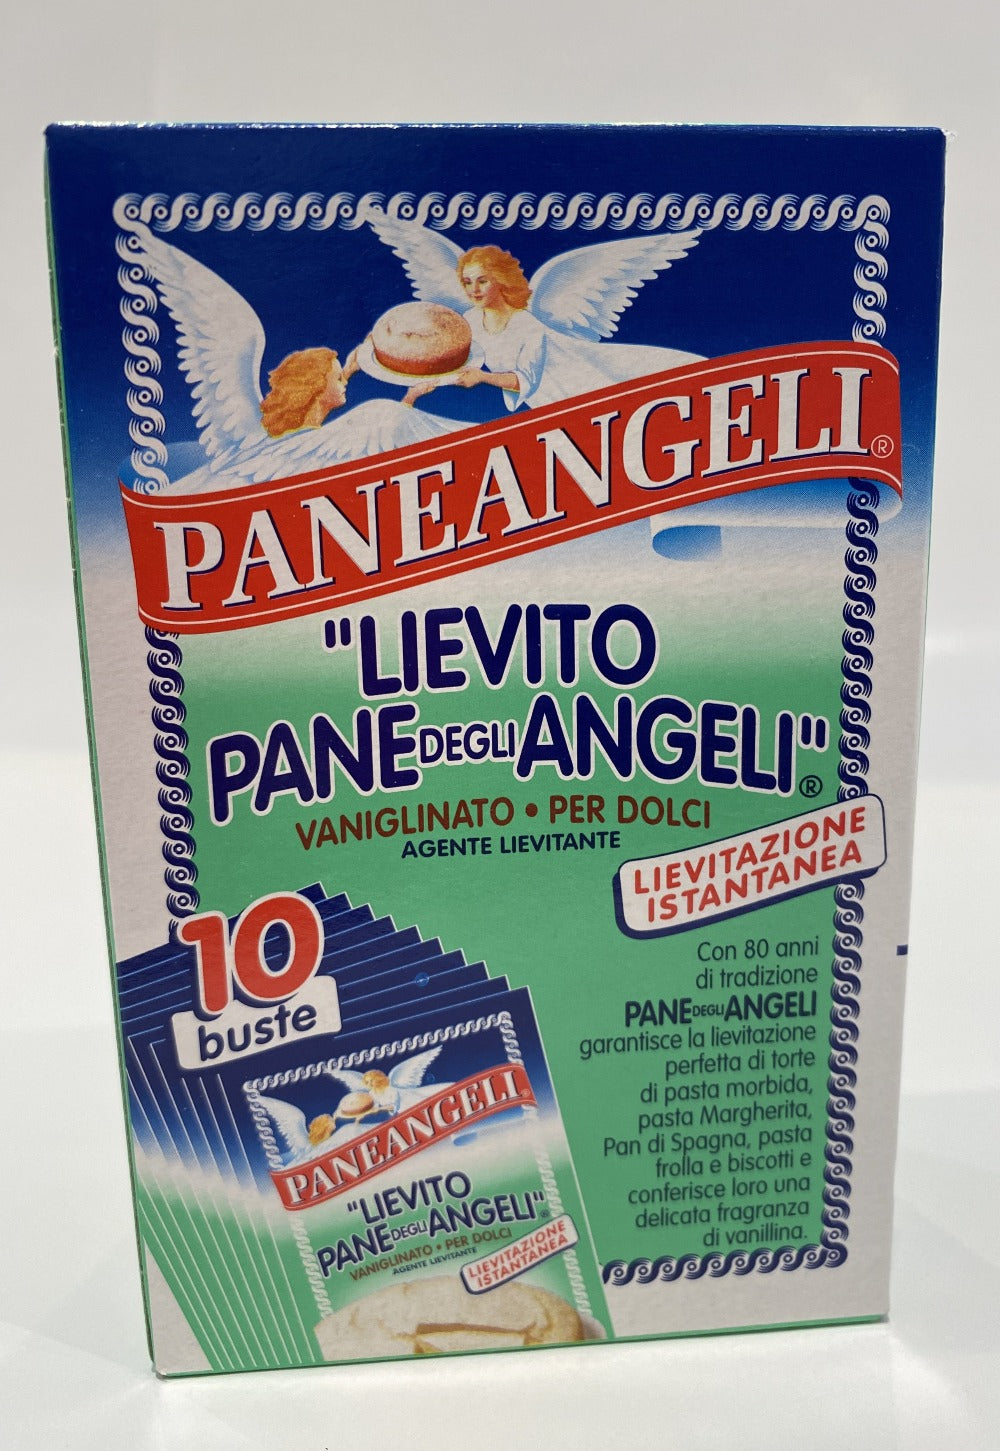 PANEANGELI®
"LIEVITO
PANE DEGLI ANGELI"®
VANIGLINATO • PER DOLCI
AGENTE LIEVITANTE
LIEVITAZIONE
ISTANTANEA
10
buste
Con 80 anni
di tradizione
PANE DEGLI ANGELI
garantisce la lievitazione
perfetta di torte
di pasta morbida,
pasta Margherita,
Pan di Spagna, pasta
frolla e biscotti e
conferisce loro una
delicata fragranza
di vanillina.
PANEANGELI®
"LIEVITO
PANE DEGLI ANGELI"®
VANIGLINATO • PER DOLCI
AGENTE LIEVITANTE
LIEVITAZIONE
ISTANTANEA